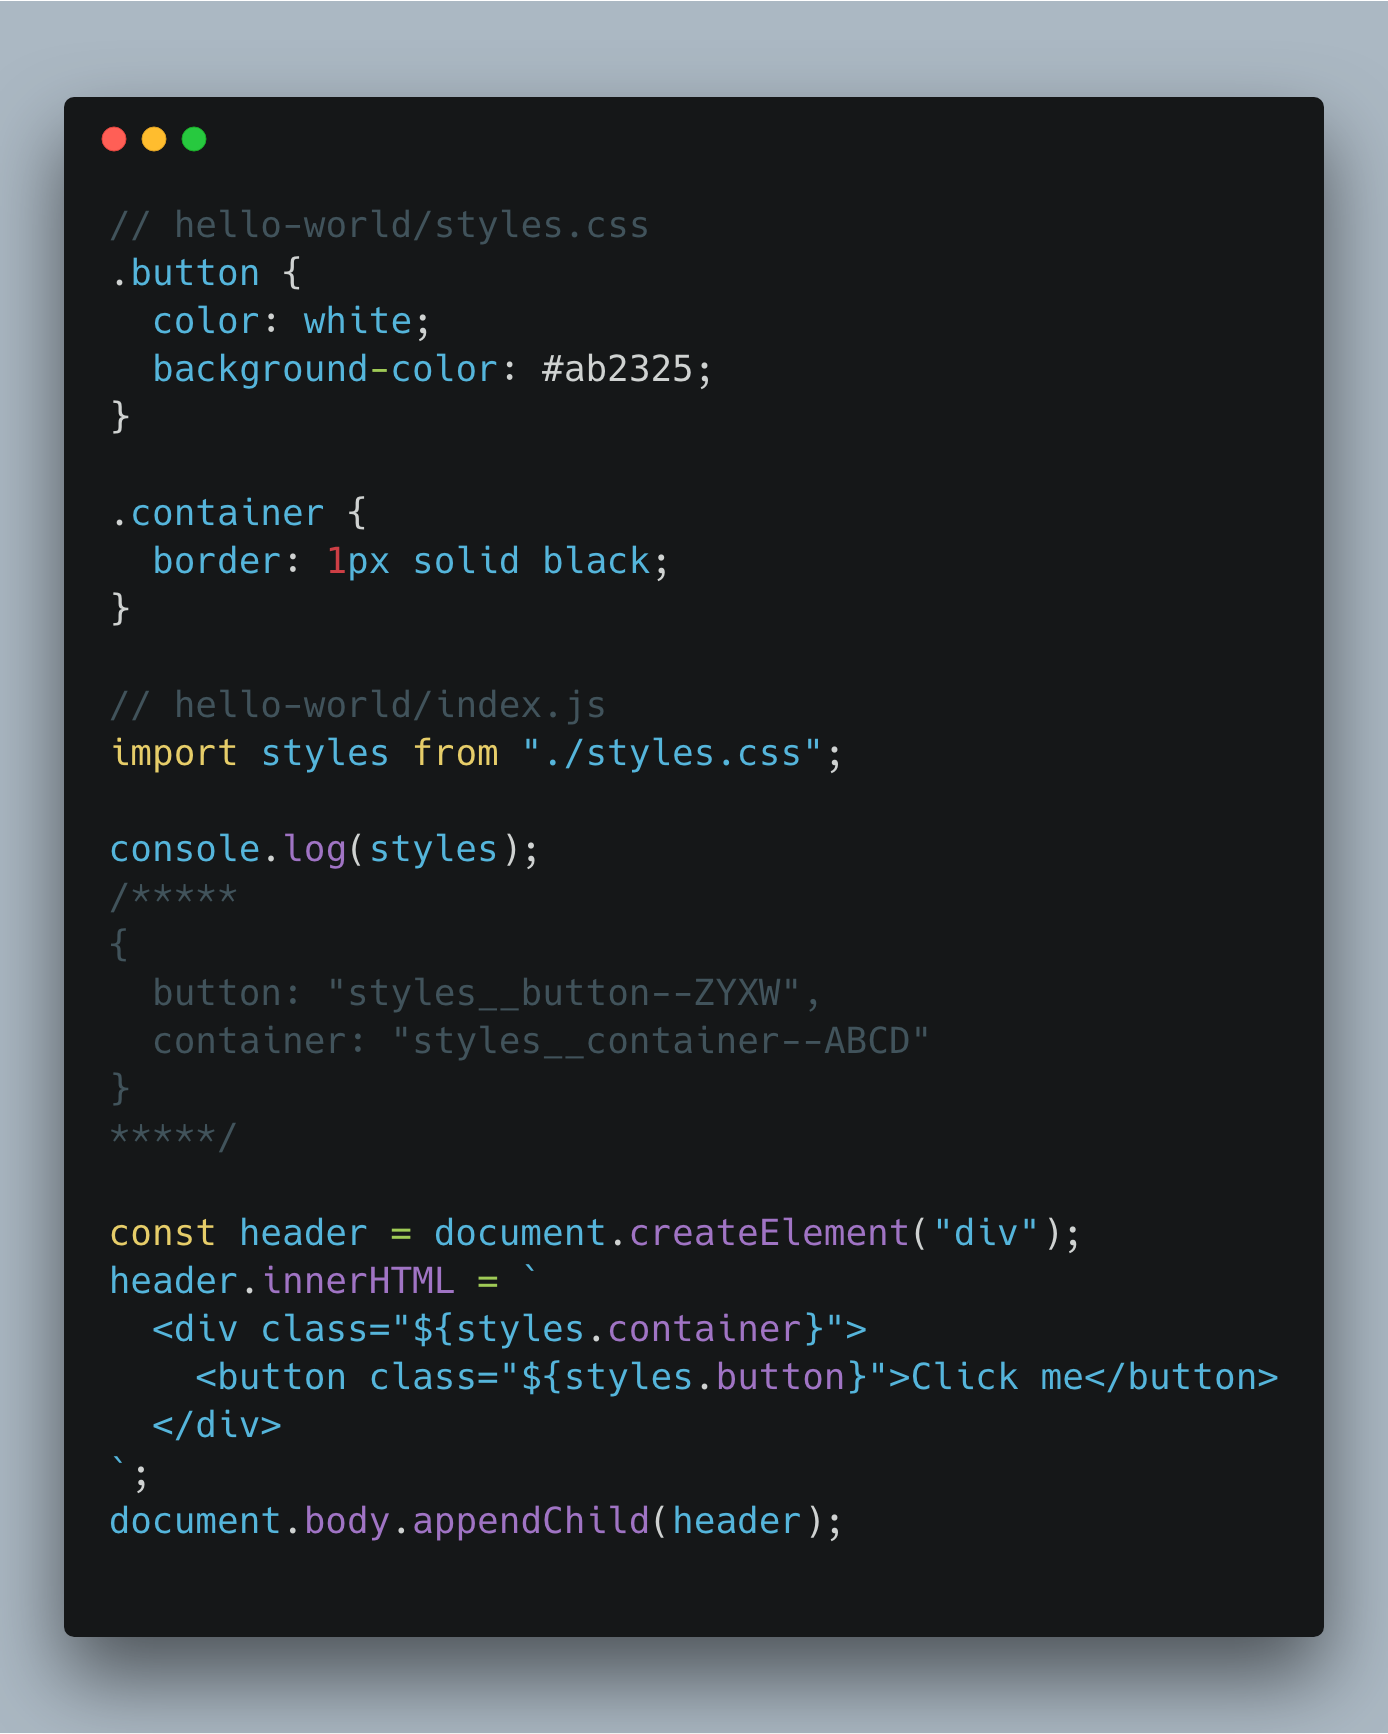 // hello-world/styles.css
.button {
  color: white;
  background-color: #ab2325;
}

.container {
  border: 1px solid black;
}

// hello-world/index.js
import styles from "./styles.css";

console.log(styles);
/*****
{
  button: "styles__button--ZYXW",
  container: "styles__container--ABCD"
}
*****/

const header = document.createElement("div");
header.innerHTML = `
  <div class="${styles.container}">
    <button class="${styles.button}">Click me</button>
  </div>
`;
document.body.appendChild(header);